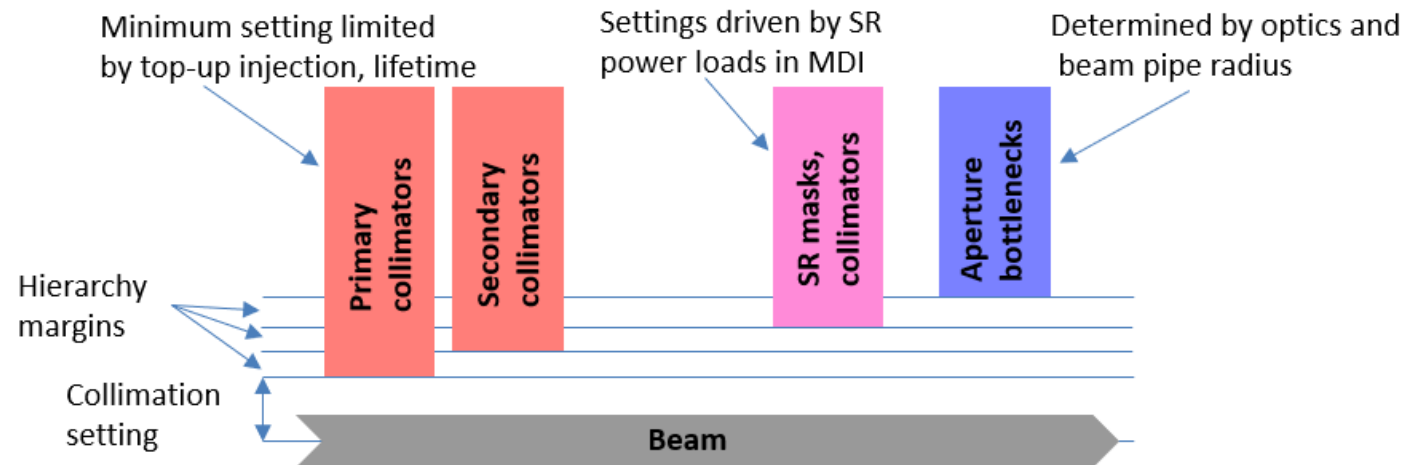 Minimum setting limited
by top-up injection, lifetime
Settings driven by SR
power loads in MDI
Determined by optics and
beam pipe radius
Primary
collimators
Secondary
collimators
SR masks,
collimators
Aperture
bottlenecks
Hierarchy
margins
Collimation
setting
Beam